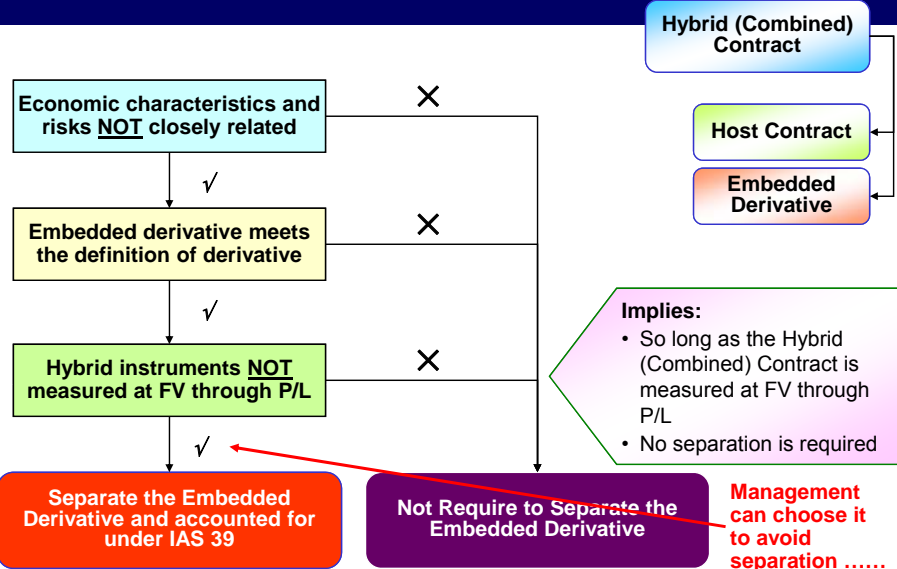 Hybrid (Combined)
Contract
Host Contract
Embedded
Derivative
Economic characteristics and
risks NOT closely related
×
√
Embedded derivative meets
the definition of derivative
×
√
Hybrid instruments NOT
measured at FV through P/L
×
√
Implies:
• So long as the Hybrid
(Combined) Contract is
measured at FV through
P/L
• No separation is required
Separate the Embedded
Derivative and accounted for
under IAS 39
Not Require to Separate the
Embedded Derivative
Management
can choose it
to avoid
separation ……